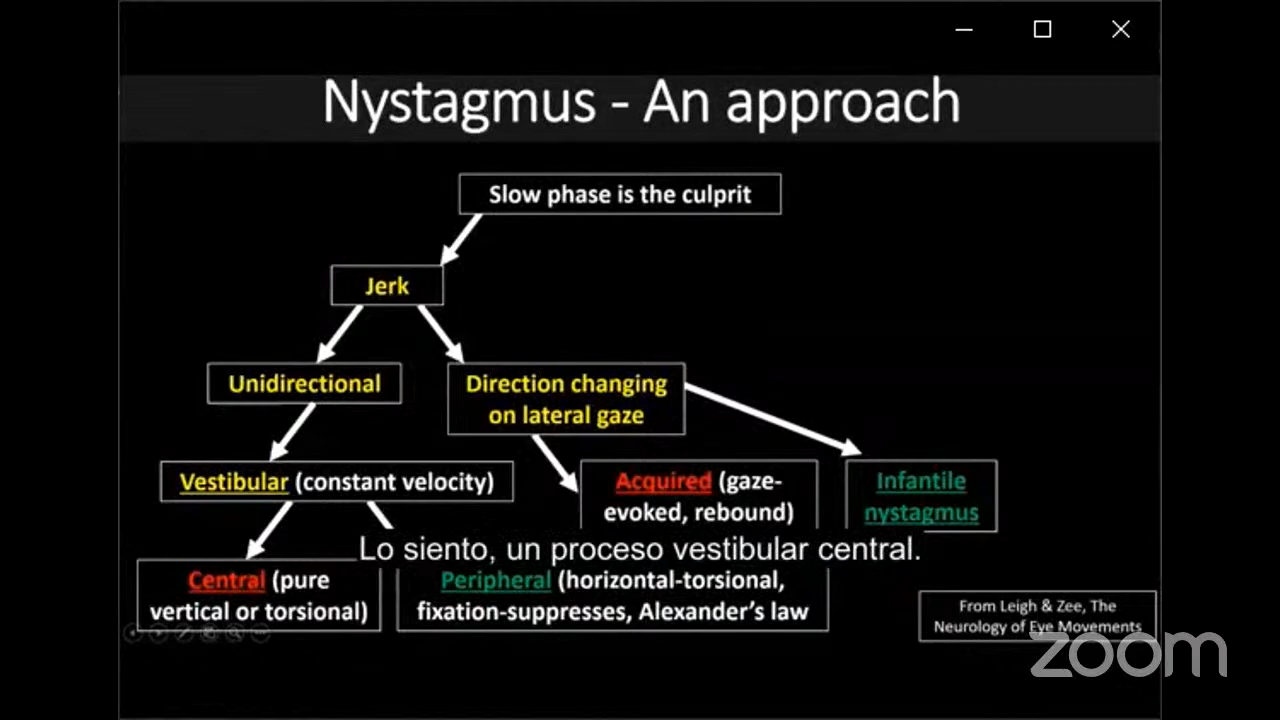 Nystagmus - An approach
Slow phase is the culprit
Jerk
Unidirectional
Direction changing
on lateral gaze
Vestibular (constant velocity)
Acquired (gaze-
evoked, rebound)
Infantile
nystagmus
Lo siento, un proceso vestibular central.
Central (pure
vertical or torsional)
Peripheral (horizontal-torsional,
fixation-suppresses, Alexander's law
From Leigh & Zee, The
Neurology of Eye Movements
zoom